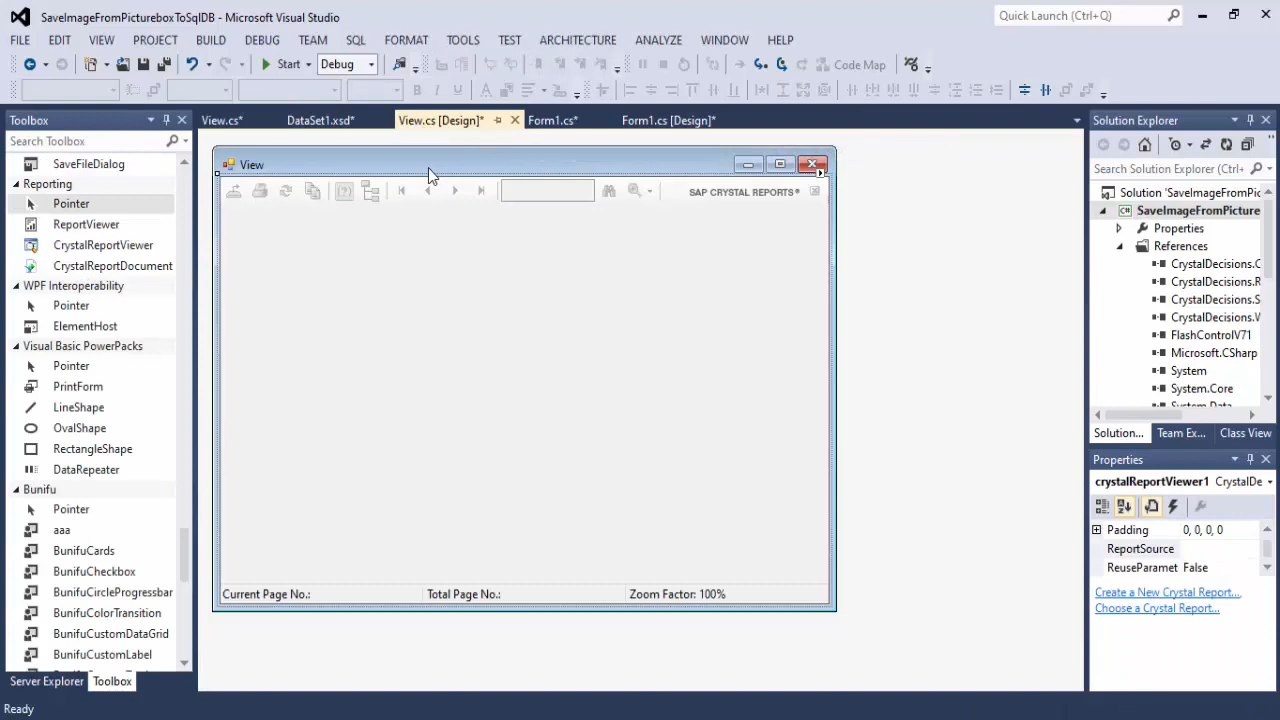 SaveImageFromPictureboxToSqlDB - Microsoft Visual Studio
Quick Launch (Ctrl+Q)
FILE EDIT VIEW PROJECT BUILD DEBUG TEAM SQL FORMAT TOOLS TEST ARCHITECTURE ANALYZE WINDOW HELP
Start Debug Code Map
Toolbox
View.cs* DataSet1.xsd* View.cs [Design]* Form1.cs* Form1.cs [Design]*
Solution Explorer
Search Toolbox
Search Solution Explorer (Ctrl+
SaveFileDialog
Reporting
Pointer
ReportViewer
CrystalReportViewer
CrystalReportDocument
WPF Interoperability
Pointer
ElementHost
Visual Basic PowerPacks
Pointer
PrintForm
LineShape
OvalShape
RectangleShape
DataRepeater
Bunifu
Pointer
aaa
BunifuCards
BunifuCheckbox
BunifuCircleProgressbar
BunifuColorTransition
BunifuCustomDataGrid
BunifuCustomLabel
Server Explorer Toolbox
View
SAP CRYSTAL REPORTS®
Current Page No.: Total Page No.: Zoom Factor: 100%
Solution 'SaveImageFromPic
SaveImageFromPicture
Properties
References
CrystalDecisions.C
CrystalDecisions.R
CrystalDecisions.S
CrystalDecisions.W
FlashControlV71
Microsoft.CSharp
System
System.Core
System.Data
Solution... Team Ex... Class View
Properties
crystalReportViewer1 CrystalDe
Padding 0, 0, 0, 0
ReportSource
ReuseParamet False
Create a New Crystal Report...
Choose a Crystal Report...
Ready